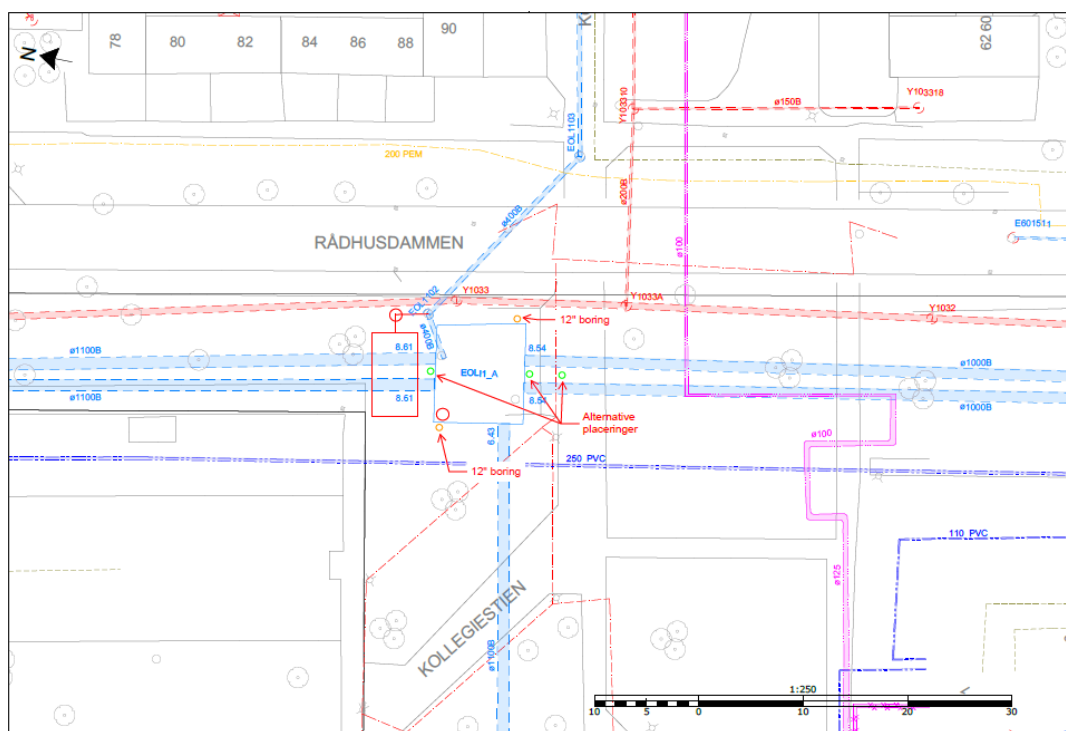 90
78
80
82
84
86
88
62 60
N
Y103318
ø150B
Y103310
EOL1103
200 PEM
ø200B
ø400B
E601511
RÅDHUSDAMMEN
ø100
Y1033
Y1033A
EOL1102
Y1032
12" boring
ø400B
ø1100B
8.61
8.54
ø1000B
EOLI1_A
ø1100B
8.61
8.54
ø1000B
Alternative
placeringer
6.43
ø100
250 PVC
12" boring
110 PVC
ø125
KOLLEGIESTIEN
ø1100B
1:250
10 5 0 10 20 30